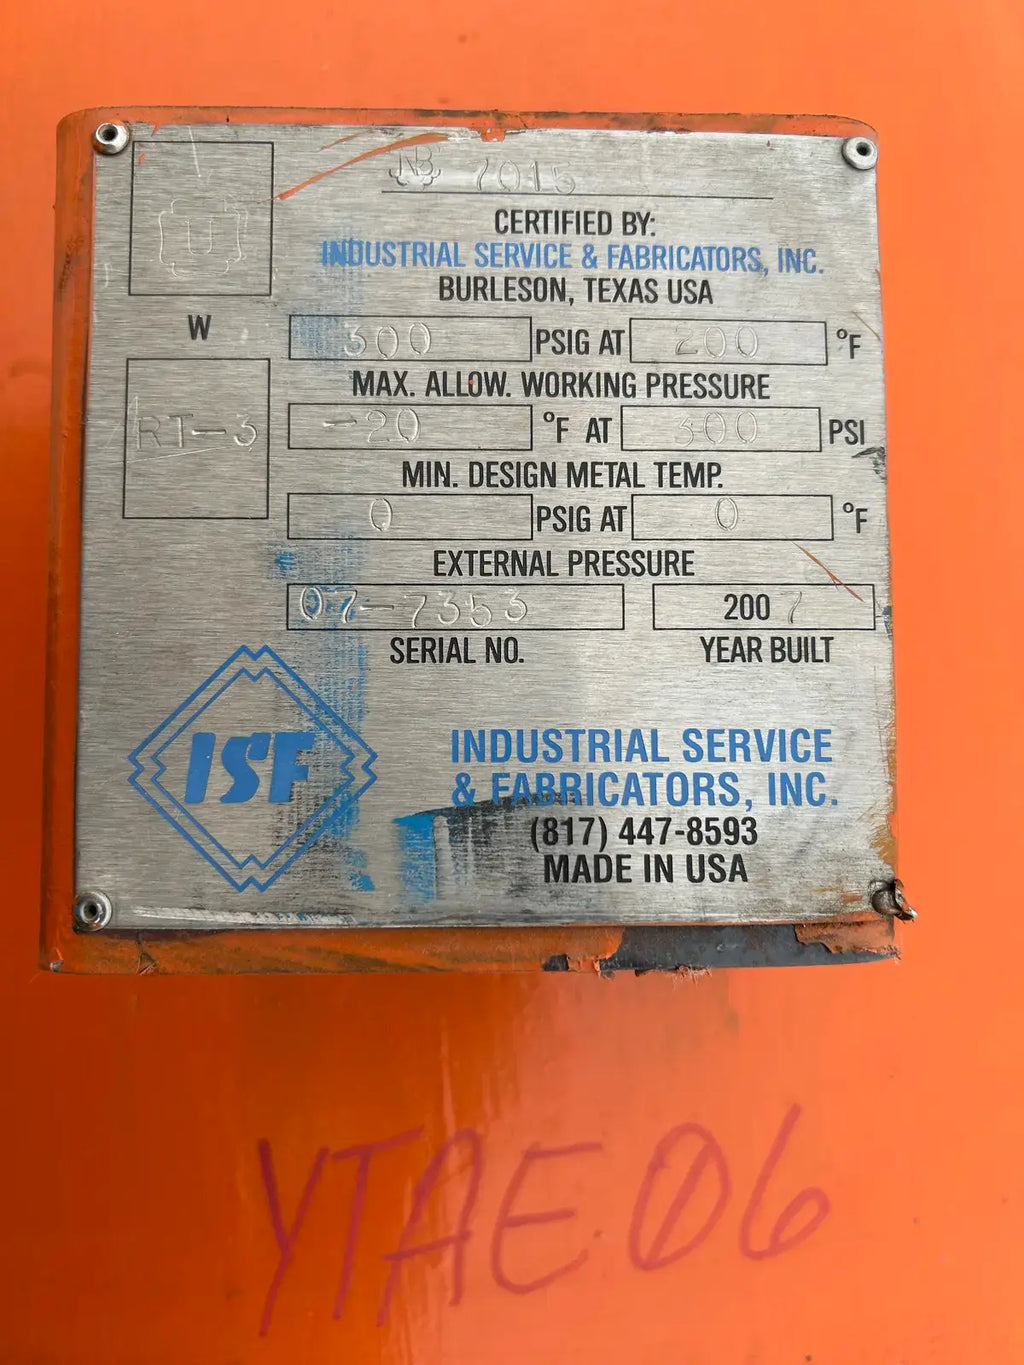 NB 7015
U
CERTIFIED BY:
INDUSTRIAL SERVICE & FABRICATORS, INC.
BURLESON, TEXAS USA
W
300 PSIG AT 200 °F
MAX. ALLOW. WORKING PRESSURE
RT-3
-20 °F AT 300 PSI
MIN. DESIGN METAL TEMP.
0 PSIG AT 0 °F
EXTERNAL PRESSURE
07-7353 2007
SERIAL NO. YEAR BUILT
ISF
INDUSTRIAL SERVICE
& FABRICATORS, INC.
(817) 447-8593
MADE IN USA
YTAE06